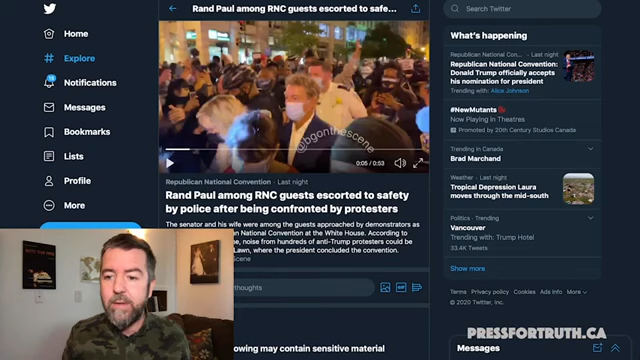 Rand Paul among RNC guests escorted to safe...
Home
Explore
Notifications
Messages
Bookmarks
Lists
Profile
More
@bgonthescene
0:05 / 0:53
Republican National Convention · Last night
Rand Paul among RNC guests escorted to safety
by police after being confronted by protesters
The senator and his wife were among the guests approached by demonstrators as
an National Convention at the White House. According to
e, noise from hundreds of anti-Trump protesters could be
Lawn, where the president concluded the convention.
Scene
thoughts
GIF
owing may contain sensitive material
Search Twitter
What's happening
Republican National Con... · Last night
Republican National Convention:
Donald Trump officially accepts
his nomination for president
Trending with: Alice Johnson
#NewMutants
Now Playing in Theatres
Promoted by 20th Century Studios Canada
Trending in Canada
Brad Marchand
Weather · Last night
Tropical Depression Laura
moves through the mid-south
Politics · Trending
Vancouver
Trending with: Trump Hotel
33.4K Tweets
Show more
Terms Privacy policy Cookies Ads info More
© 2020 Twitter, Inc.
PRESSFORTRUTH.CA
Messages